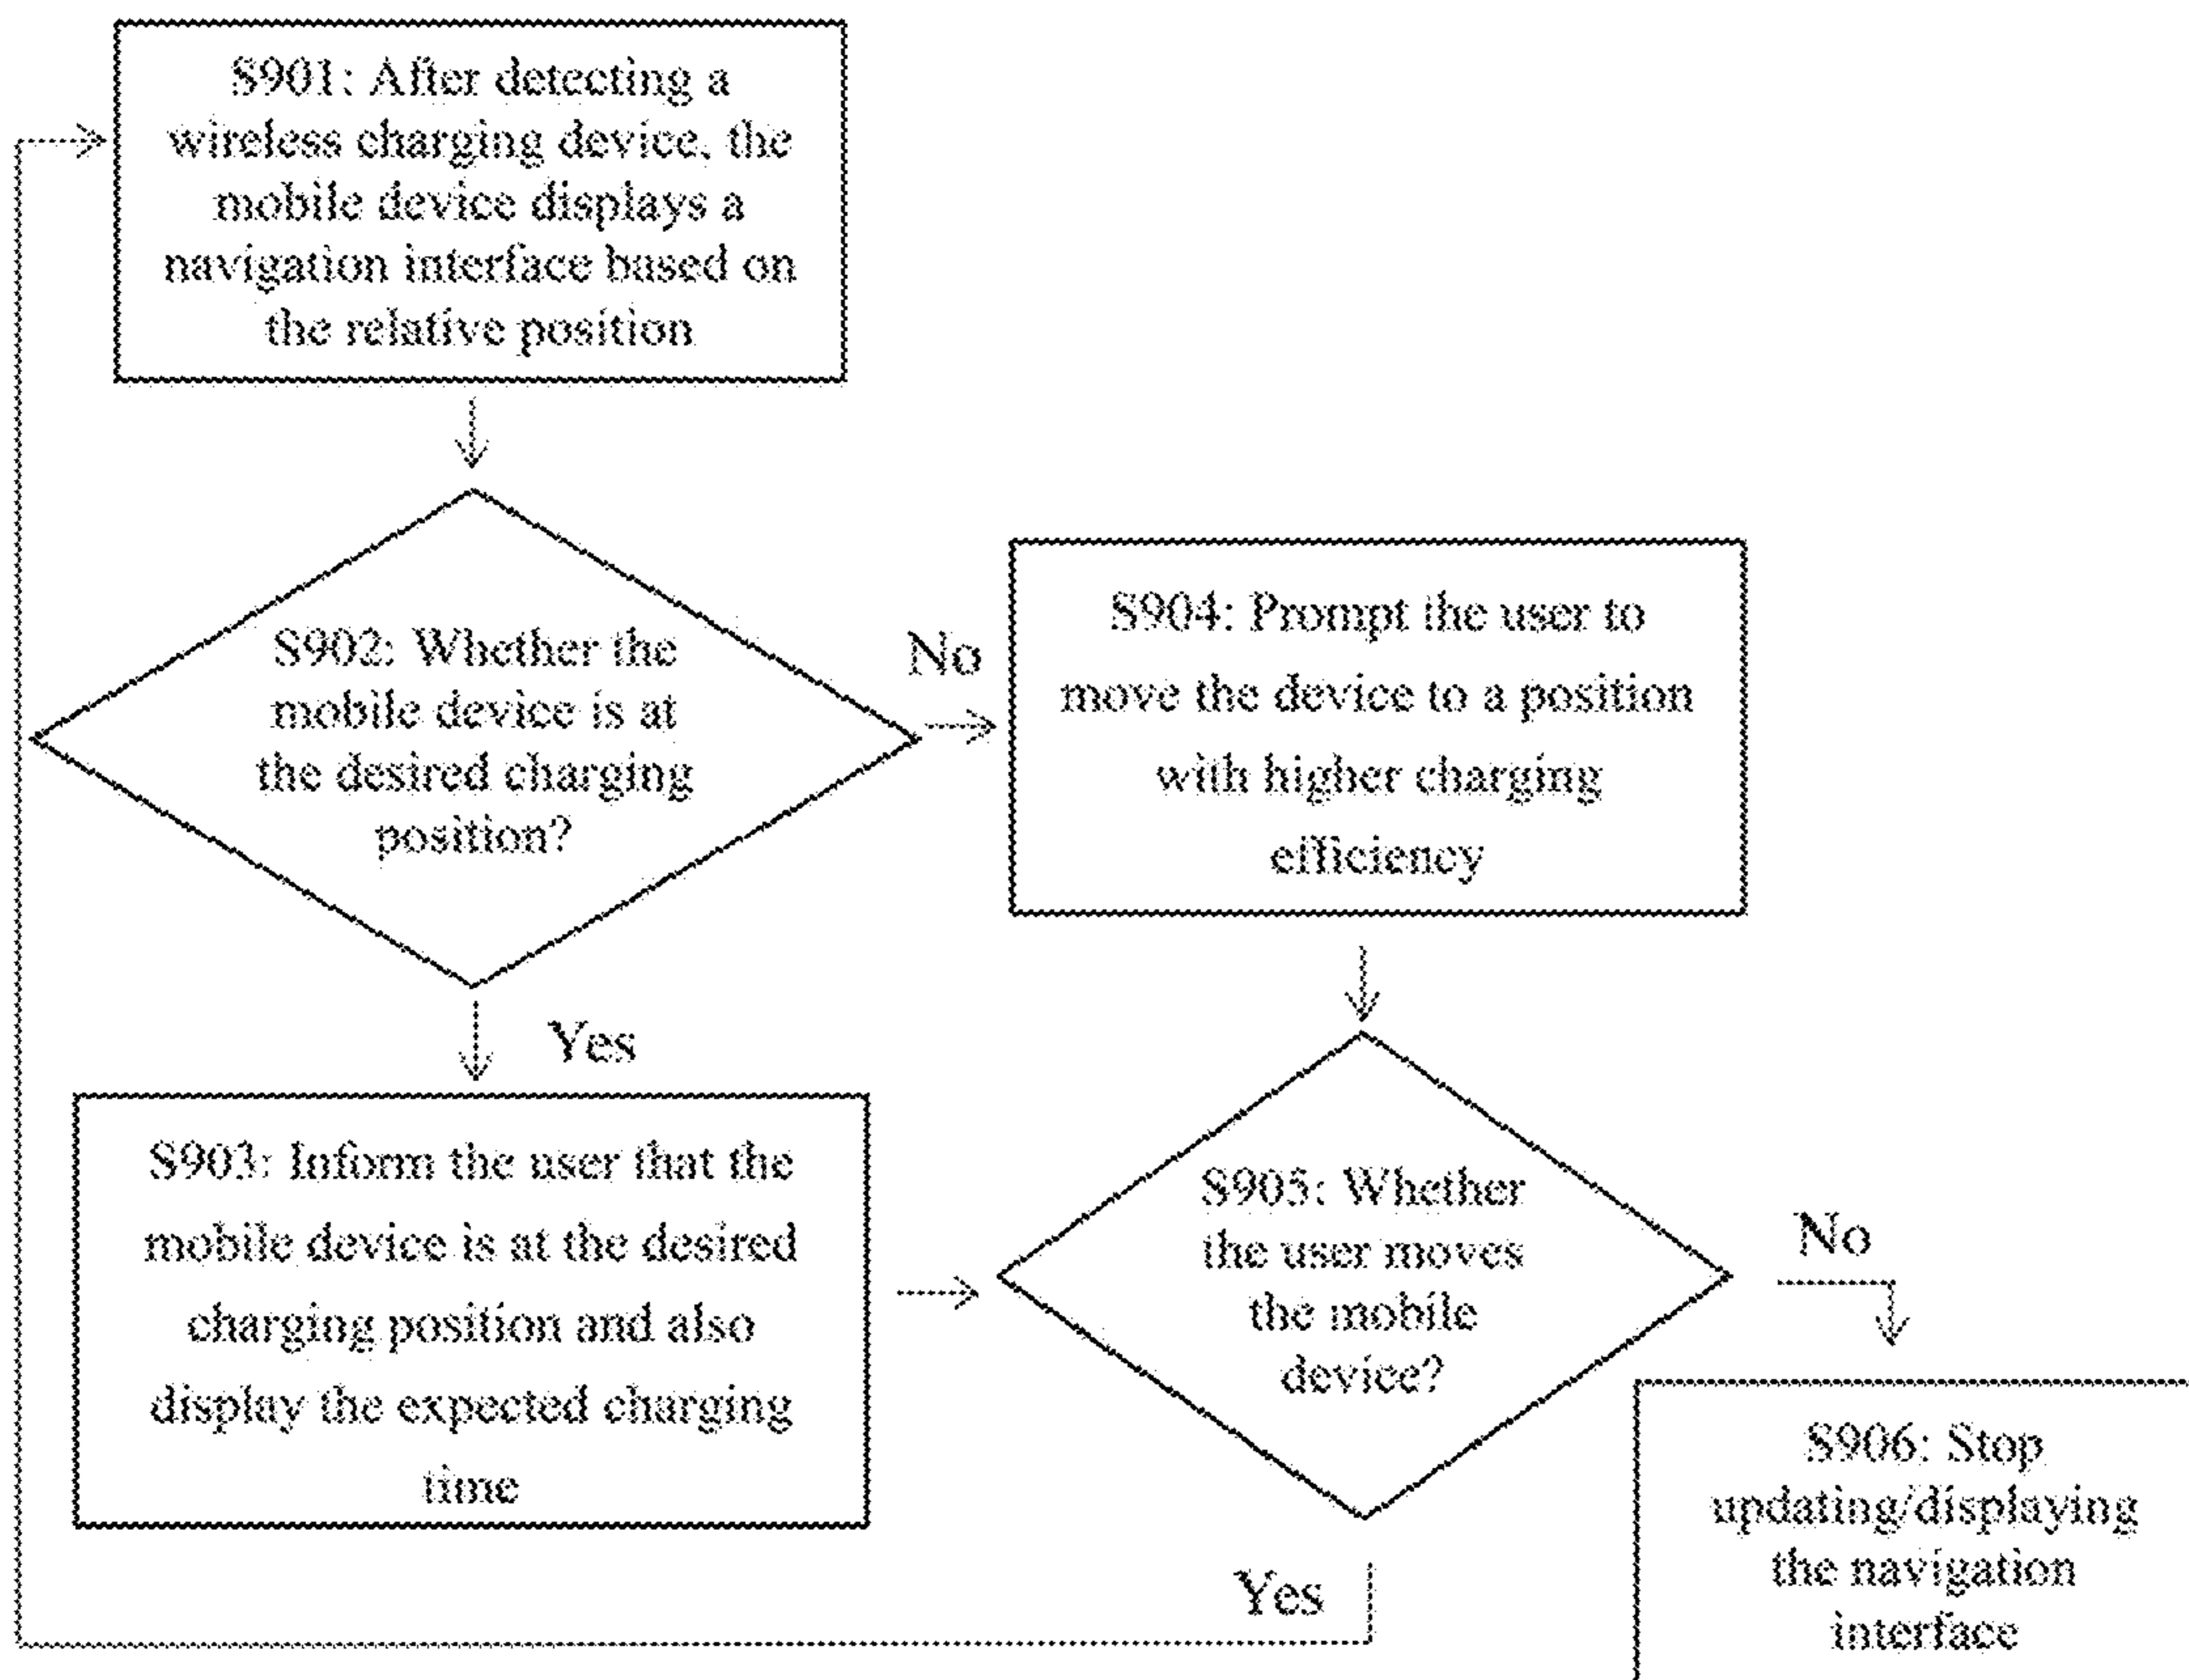 S901: After detecting a
wireless charging device, the
mobile device displays a
navigation interface based on
the relative position
S902: Whether the
mobile device is at
the desired charging
position?
No
S904: Prompt the user to
move the device to a position
with higher charging
efficiency
Yes
S903: Inform the user that the
mobile device is at the desired
charging position and also
display the expected charging
time
S905: Whether
the user moves
the mobile
device?
No
Yes
S906: Stop
updating/displaying
the navigation
interface